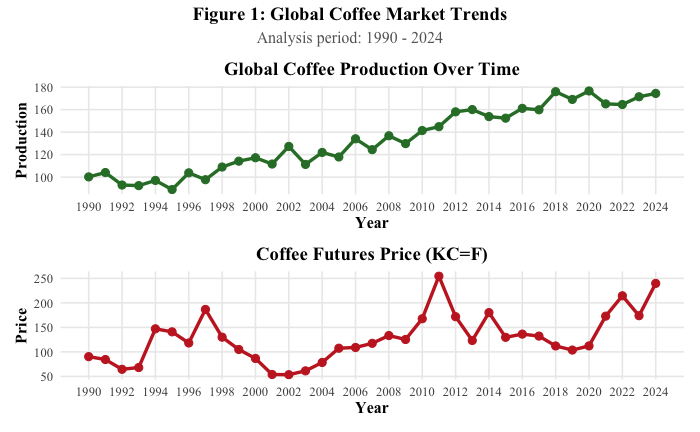 Figure 1: Global Coffee Market Trends
Analysis period: 1990 - 2024
Global Coffee Production Over Time
180
160
140
120
100
Production
1990 1992 1994 1996 1998 2000 2002 2004 2006 2008 2010 2012 2014 2016 2018 2020 2022 2024
Year
Coffee Futures Price (KC=F)
250
200
150
100
50
Price
1990 1992 1994 1996 1998 2000 2002 2004 2006 2008 2010 2012 2014 2016 2018 2020 2022 2024
Year